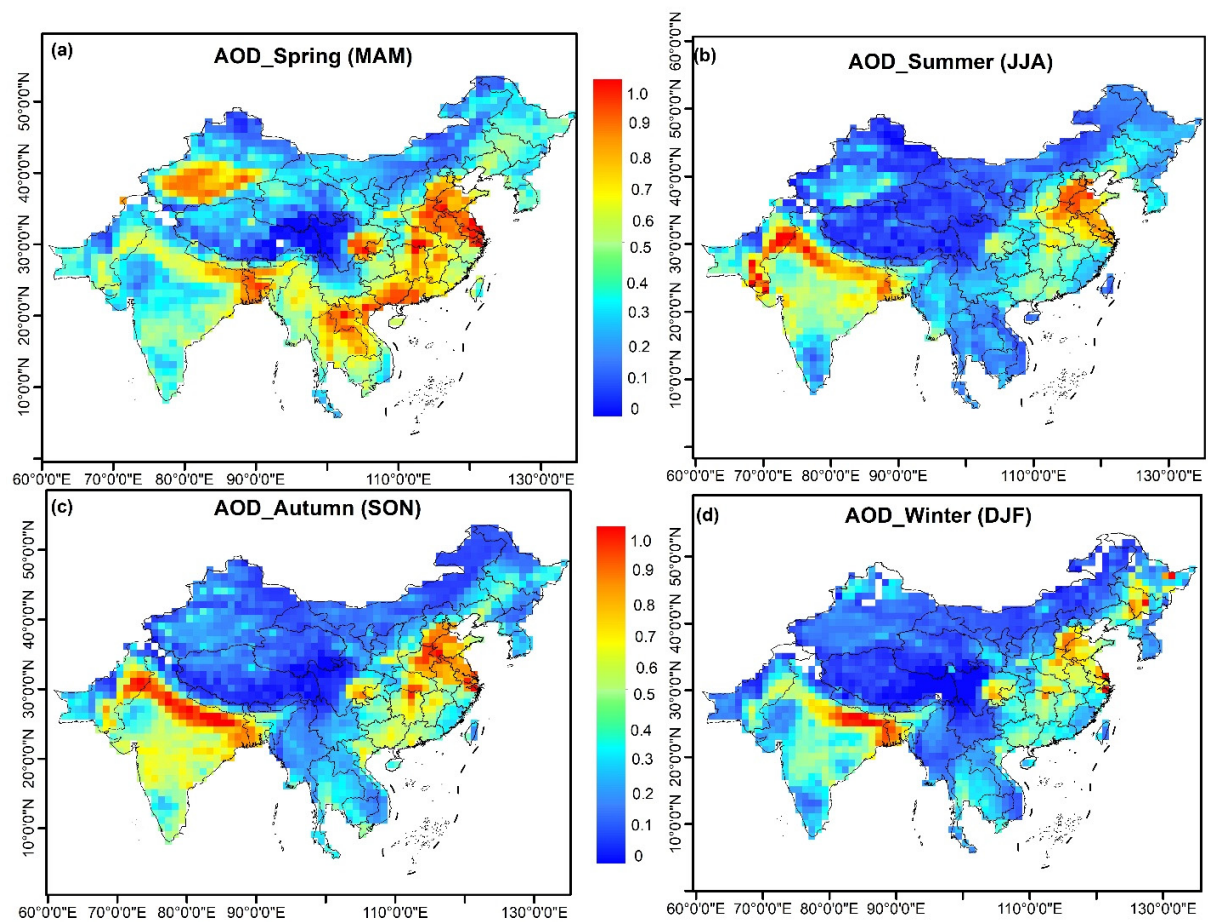 (a)
AOD_Spring (MAM)
50°0'0"N
40°0'0"N
30°0'0"N
20°0'0"N
10°0'0"N
60°0'0"E 70°0'0"E 80°0'0"E 90°0'0"E 110°0'0"E 130°0'0"E
1.0
0.9
0.8
0.7
0.6
0.5
0.4
0.3
0.2
0.1
0
(b)
AOD_Summer (JJA)
60°0'0"N
50°0'0"N
40°0'0"N
30°0'0"N
20°0'0"N
10°0'0"N
60°0'0"E 70°0'0"E 80°0'0"E 90°0'0"E 110°0'0"E 130°0'0"E
(c)
AOD_Autumn (SON)
50°0'0"N
40°0'0"N
30°0'0"N
20°0'0"N
10°0'0"N
60°0'0"E 70°0'0"E 80°0'0"E 90°0'0"E 110°0'0"E 130°0'0"E
1.0
0.9
0.8
0.7
0.6
0.5
0.4
0.3
0.2
0.1
0
(d)
AOD_Winter (DJF)
50°0'0"N
40°0'0"N
30°0'0"N
20°0'0"N
10°0'0"N
60°0'0"E 70°0'0"E 80°0'0"E 90°0'0"E 110°0'0"E 130°0'0"E